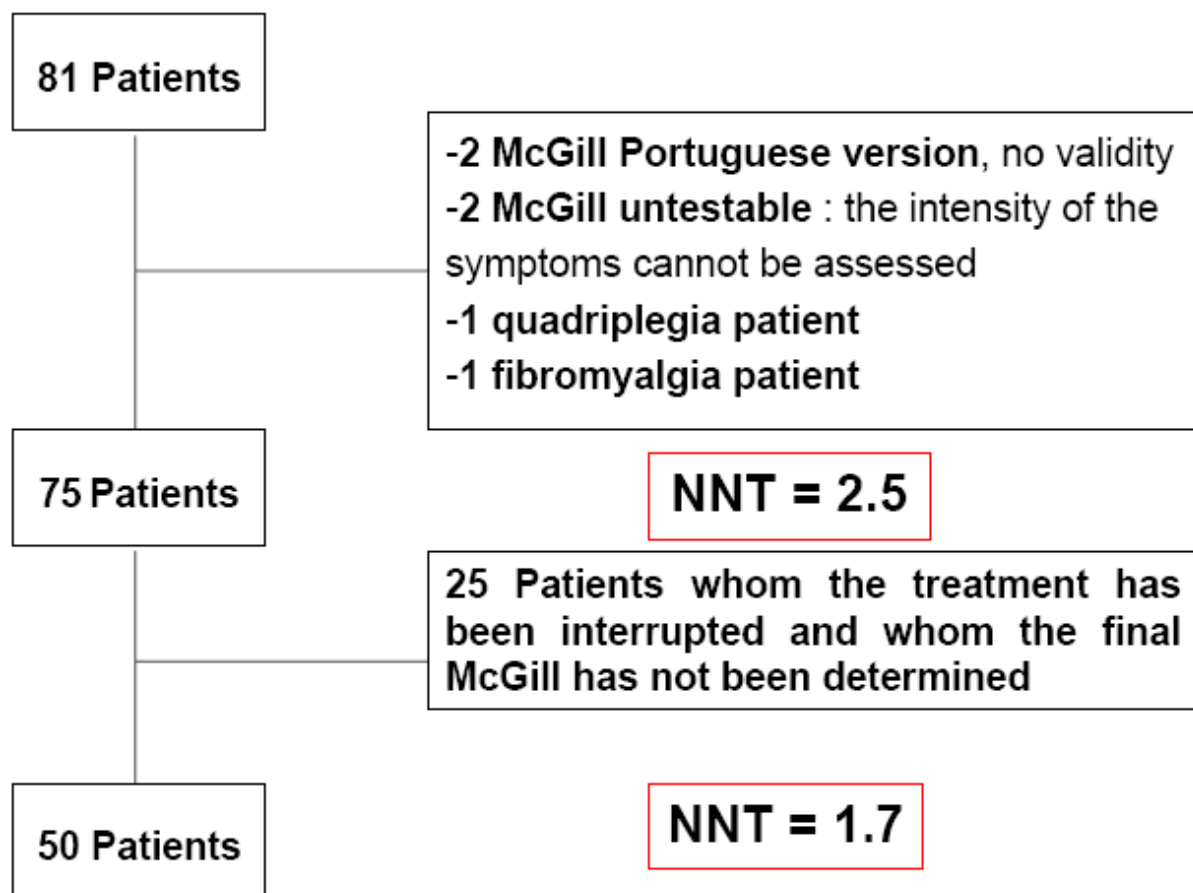 81 Patients
-2 McGill Portuguese version, no validity
-2 McGill untestable : the intensity of the
symptoms cannot be assessed
-1 quadriplegia patient
-1 fibromyalgia patient
75 Patients
NNT = 2.5
25 Patients whom the treatment has
been interrupted and whom the final
McGill has not been determined
50 Patients
NNT = 1.7